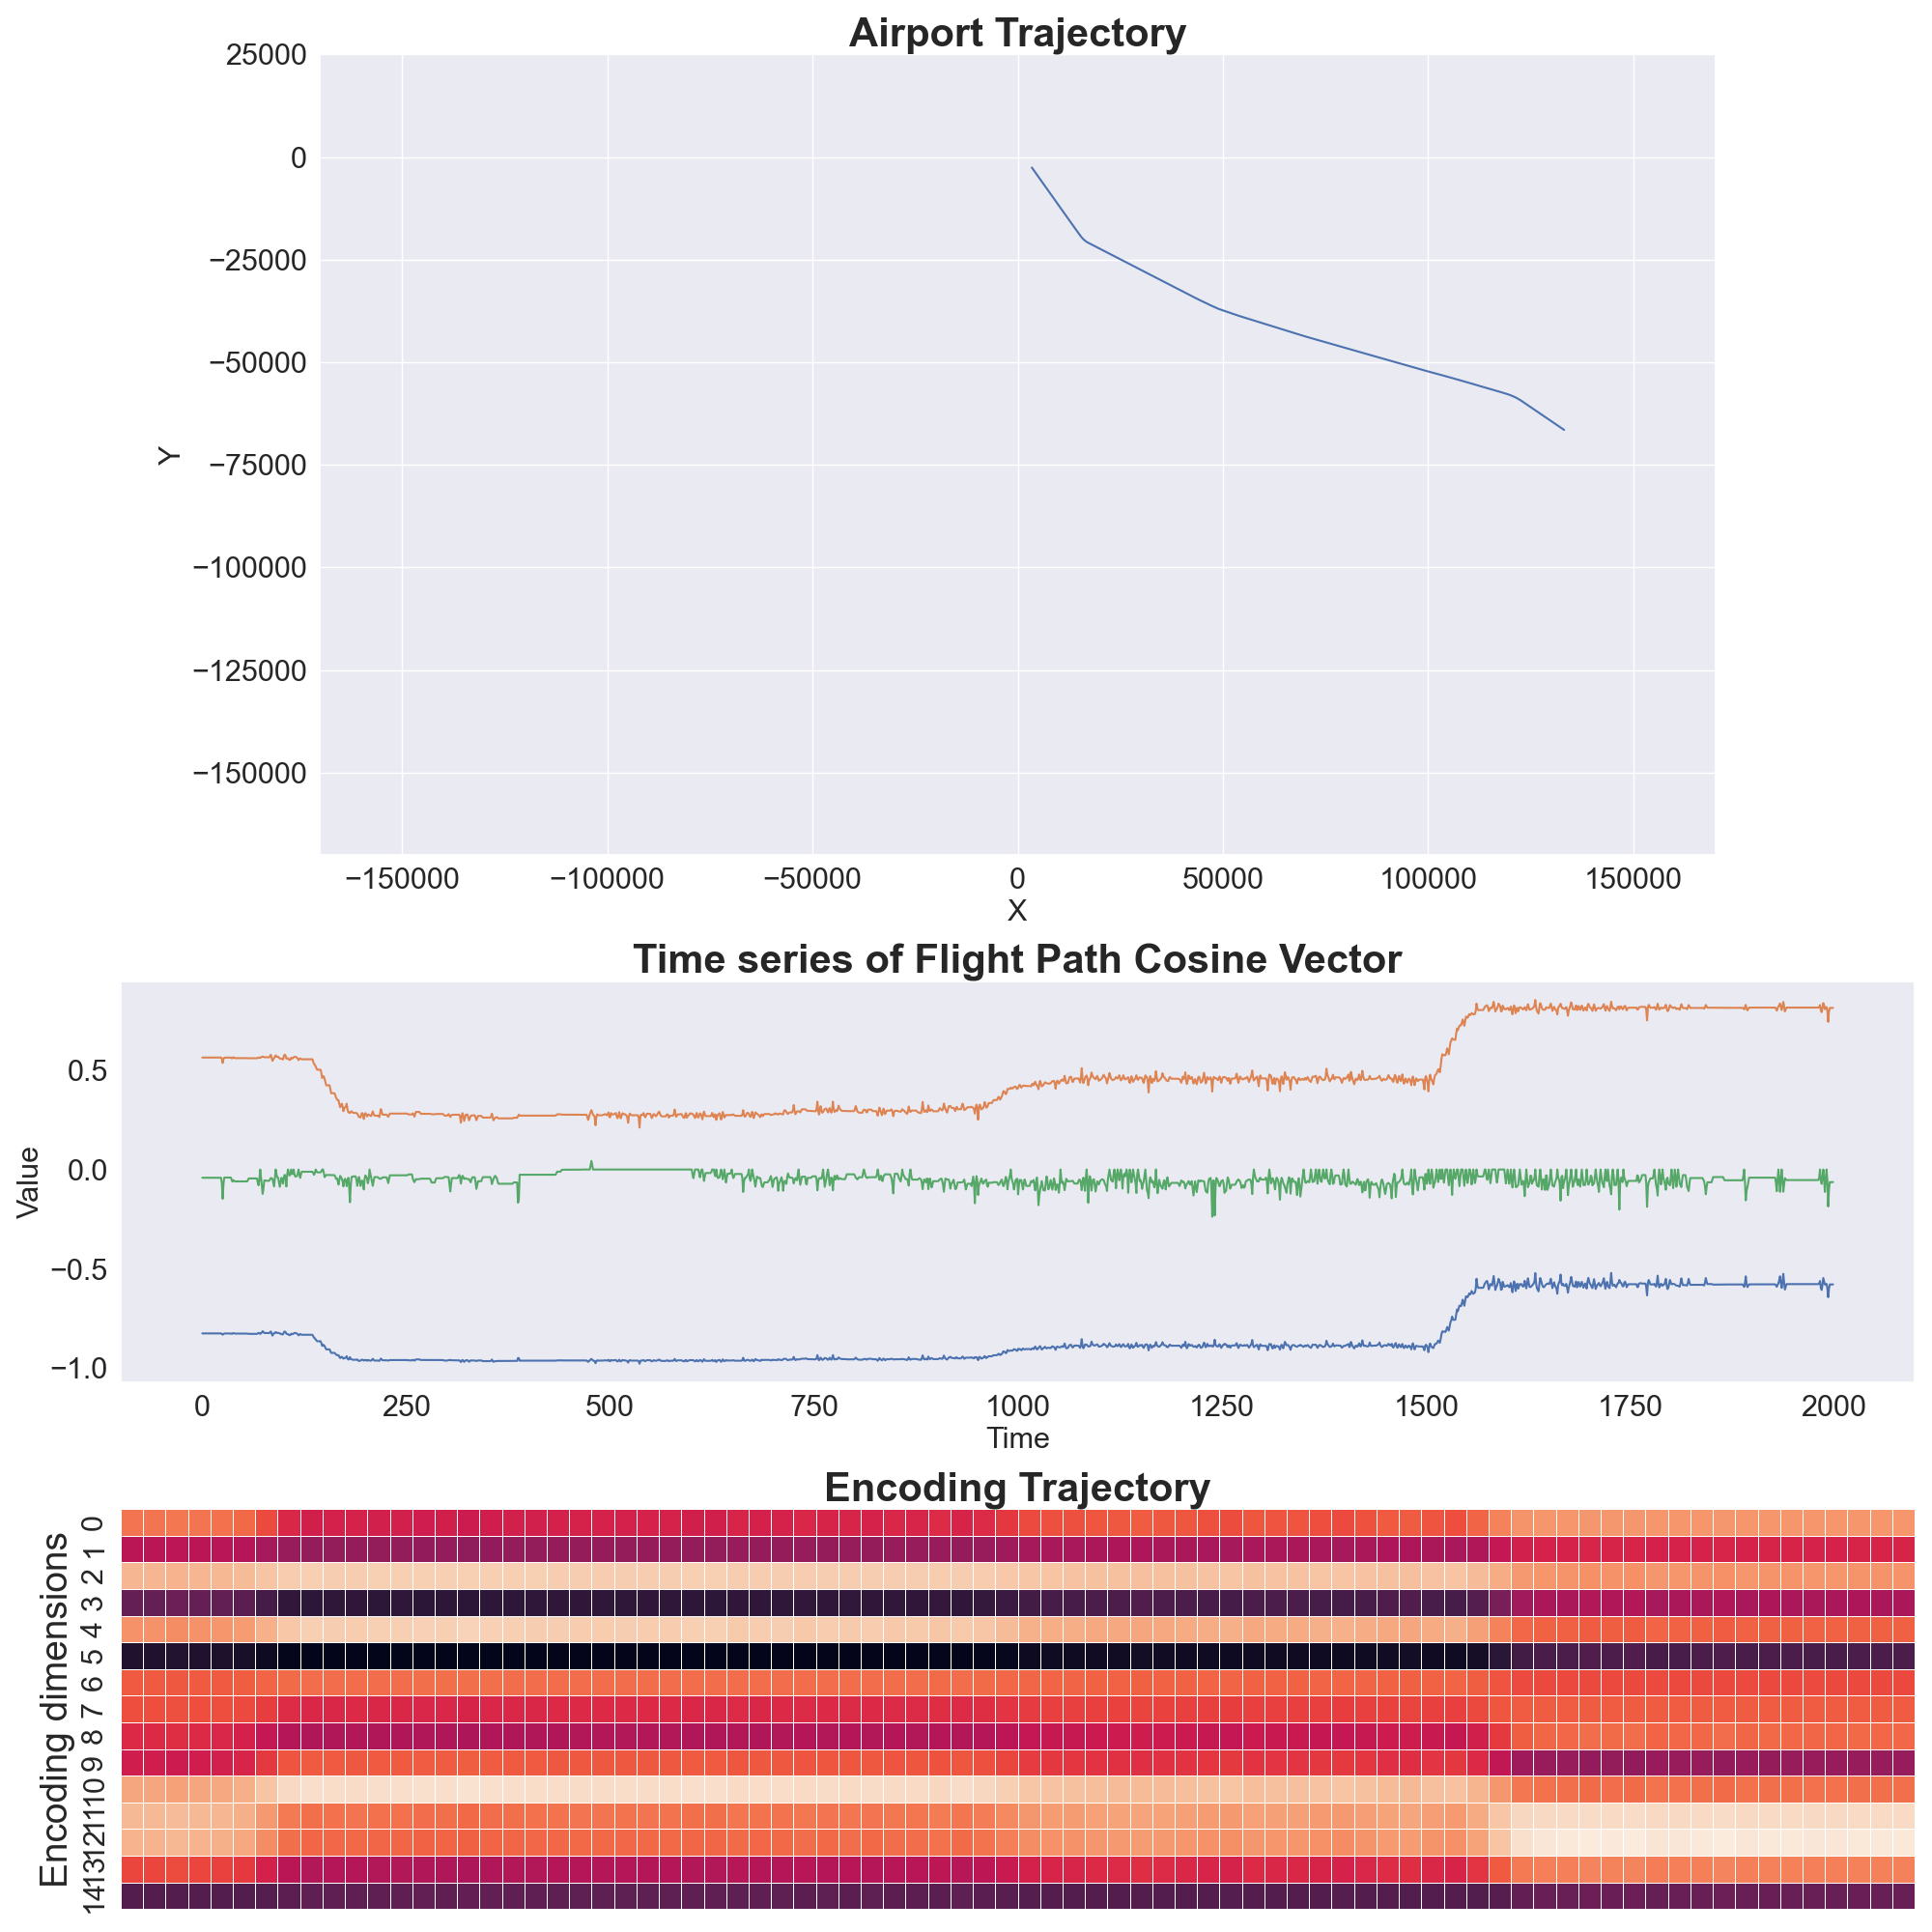 Airport Trajectory
25000
0
−25000
−50000
−75000
−100000
−125000
−150000
Y
−150000 −100000 −50000 0 50000 100000 150000
X
Time series of Flight Path Cosine Vector
0.5
0.0
−0.5
−1.0
Value
0 250 500 750 1000 1250 1500 1750 2000
Time
Encoding Trajectory
Encoding dimensions
0
1
2
3
4
5
6
7
8
9
10
11
12
13
14